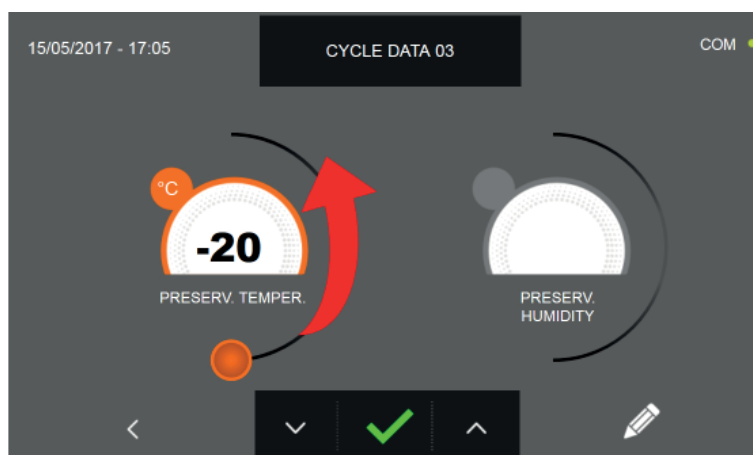 15/05/2017 - 17:05
CYCLE DATA 03
COM
°C
-20
PRESERV. TEMPER.
PRESERV.
HUMIDITY